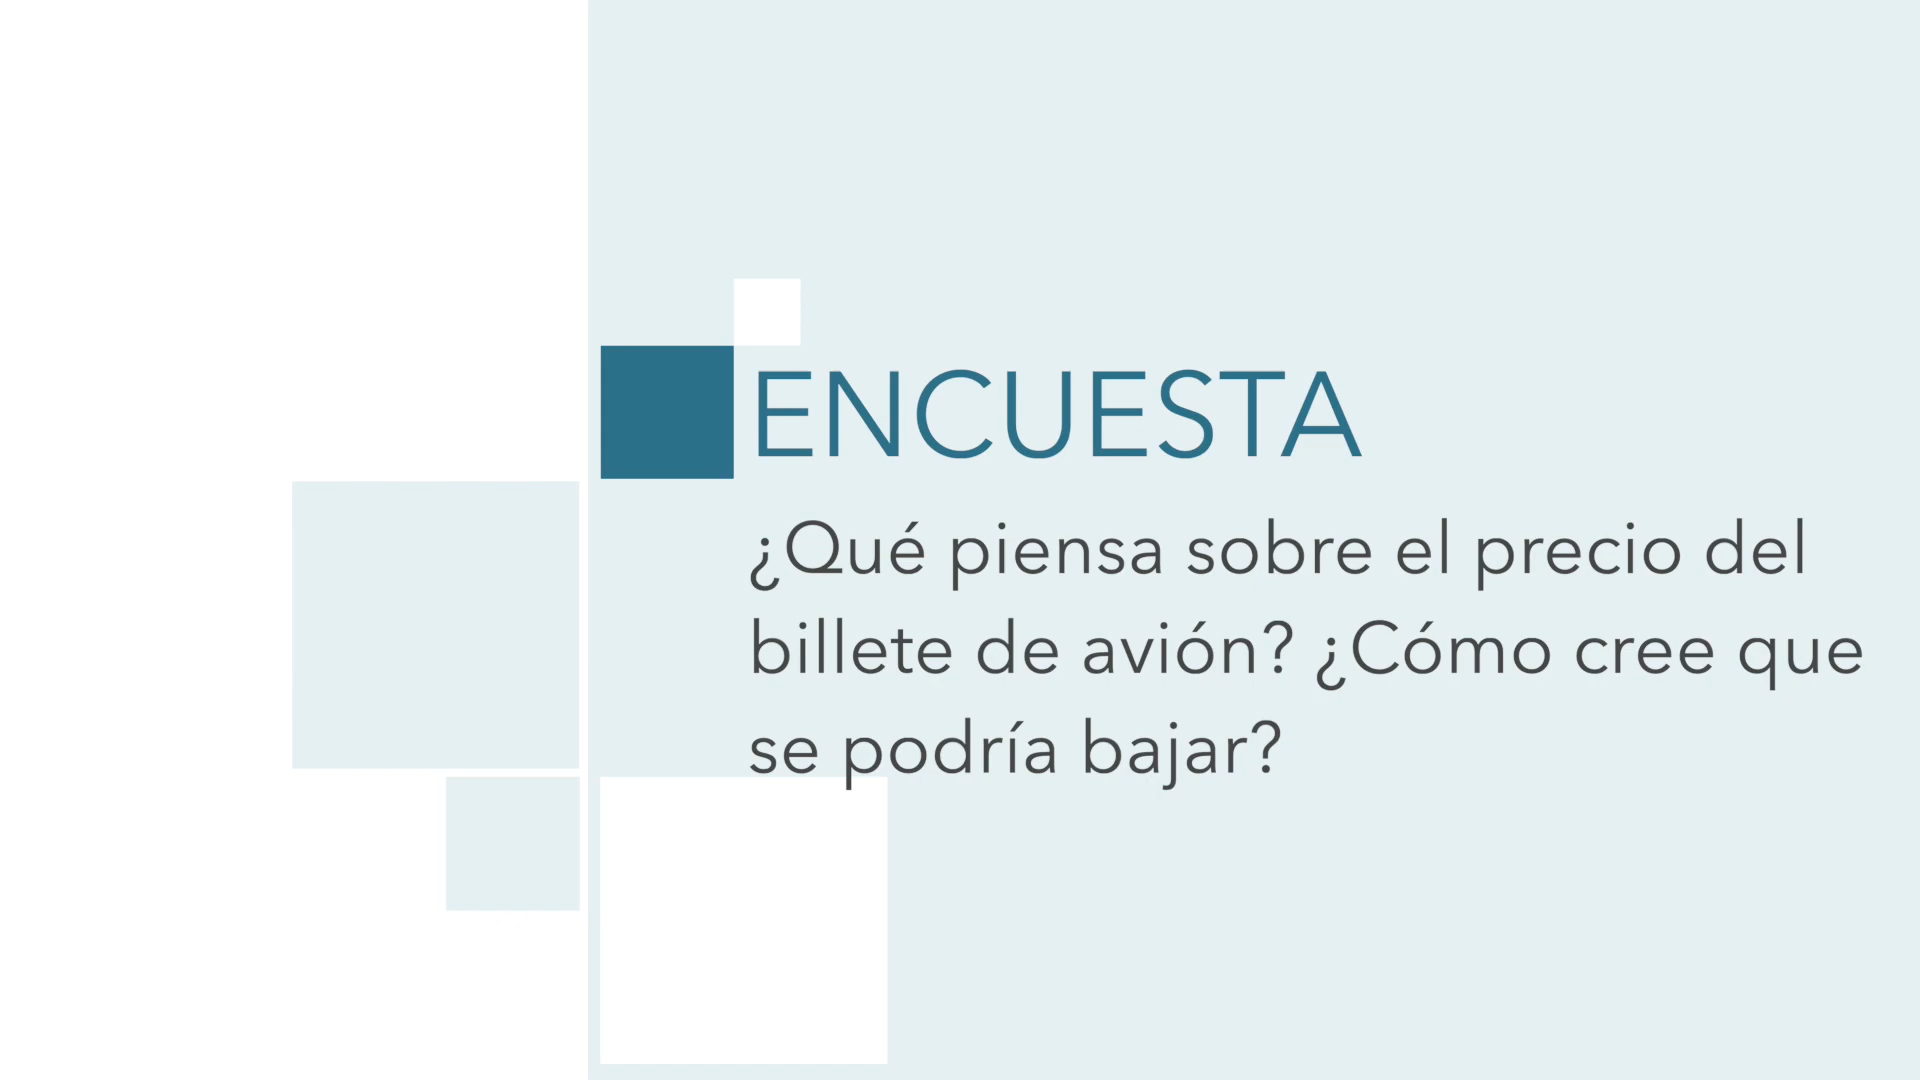 ENCUESTA
¿Qué piensa sobre el precio del
billete de avión? ¿Cómo cree que
se podría bajar?